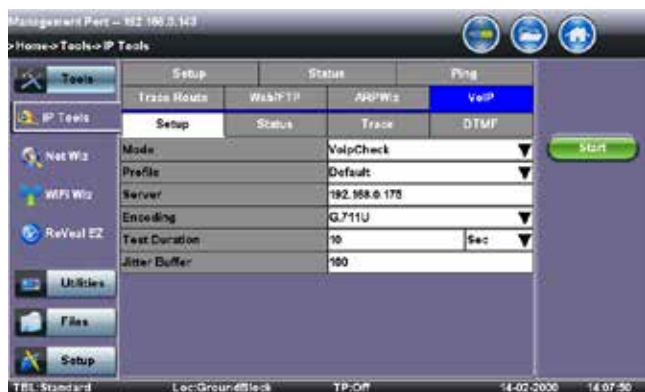 Management Port -- 192.168.0.143
>Home->Tools->IP Tools
Tools
IP Tools
Net Wiz
WIFI Wiz
ReVeal EZ
Utilities
Files
Setup
Setup Status Ping
Trace Route Web/FTP ARPWiz VoIP
Setup Status Trace DTMF
Mode VoipCheck
Profile Default
Server 192.168.0.175
Encoding G.711U
Test Duration 10 Sec
Jitter Buffer 100
Start
TBL:Standard Loc:GroundBlock TP:Off 14-02-2000 14:07:50